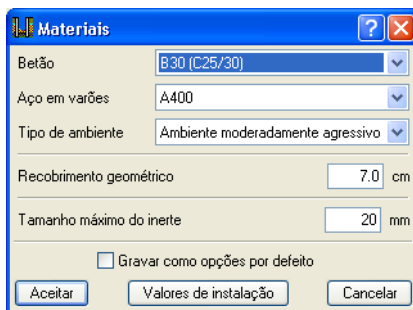 Materiais
Betão B30 (C25/30)
Aço em varões A400
Tipo de ambiente Ambiente moderadamente agressivo
Recobrimento geométrico 7.0 cm
Tamanho máximo do inerte 20 mm
Gravar como opções por defeito
Aceitar Valores de instalação Cancelar